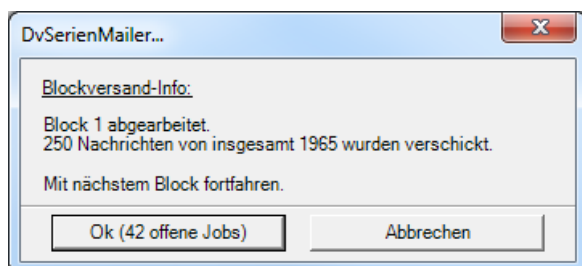 DvSerienMailer...
Blockversand-Info:
Block 1 abgearbeitet.
250 Nachrichten von insgesamt 1965 wurden verschickt.
Mit nächstem Block fortfahren.
Ok (42 offene Jobs)
Abbrechen